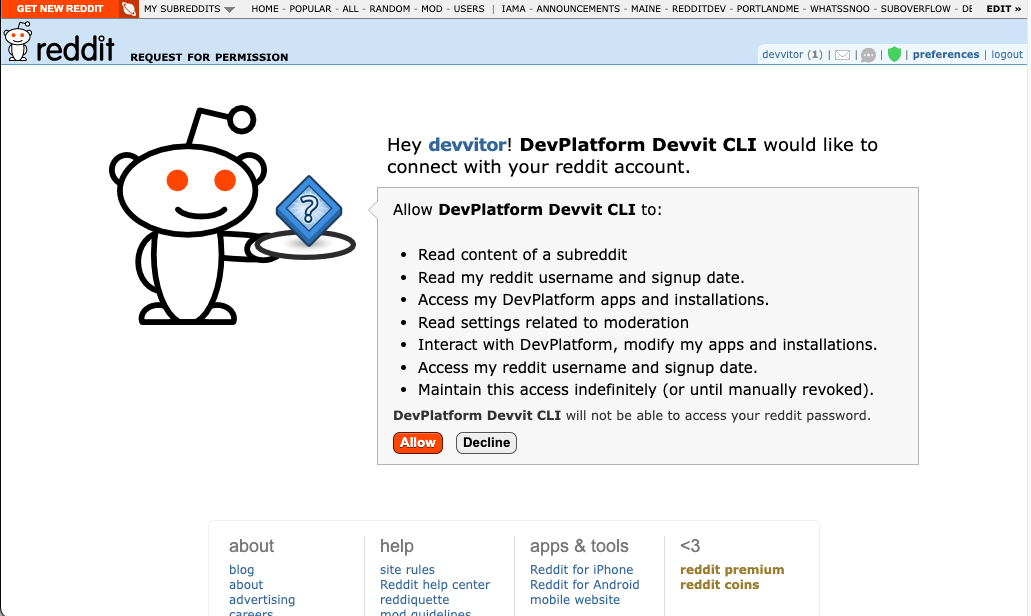 GET NEW REDDIT MY SUBREDDITS HOME - POPULAR - ALL - RANDOM - MOD - USERS | IAMA - ANNOUNCEMENTS - MAINE - REDDITDEV - PORTLANDME - WHATSSNOO - SUBOVERFLOW - DE EDIT »
reddit REQUEST FOR PERMISSION
devvitor (1) | | | | preferences | logout
Hey devvitor! DevPlatform Devvit CLI would like to
connect with your reddit account.
?
Allow DevPlatform Devvit CLI to:
• Read content of a subreddit
• Read my reddit username and signup date.
• Access my DevPlatform apps and installations.
• Read settings related to moderation
• Interact with DevPlatform, modify my apps and installations.
• Access my reddit username and signup date.
• Maintain this access indefinitely (or until manually revoked).
DevPlatform Devvit CLI will not be able to access your reddit password.
Allow Decline
about
blog
about
advertising
careers
help
site rules
Reddit help center
reddiquette
mod guidelines
apps & tools
Reddit for iPhone
Reddit for Android
mobile website
<3
reddit premium
reddit coins